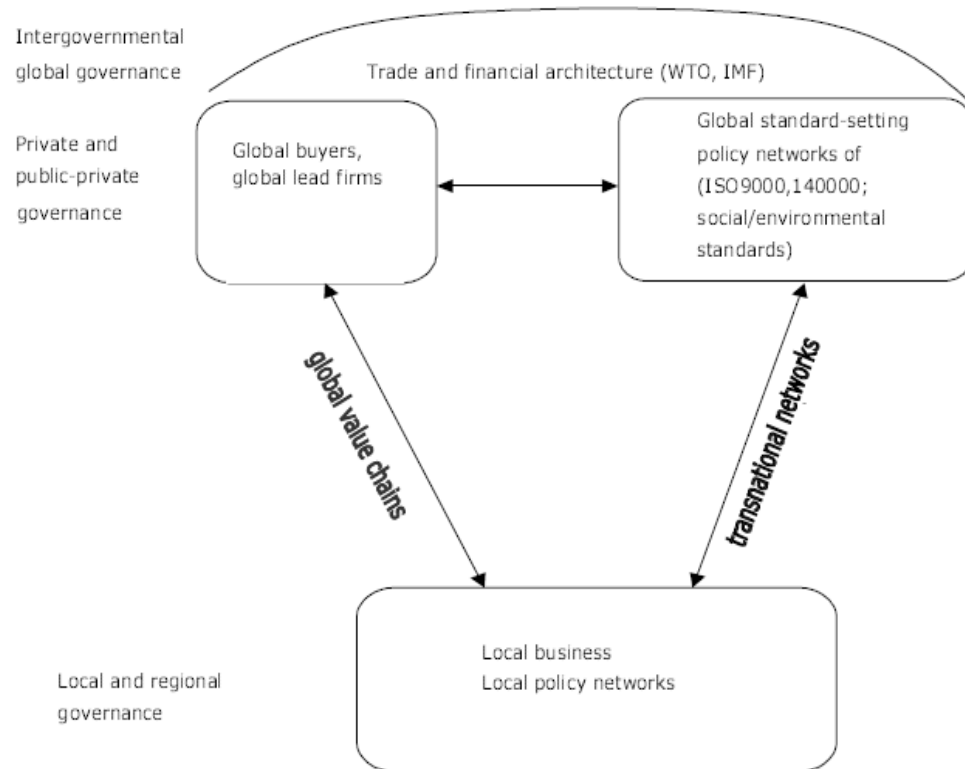 Intergovernmental
global governance
Trade and financial architecture (WTO, IMF)
Private and
public-private
governance
Global buyers,
global lead firms
Global standard-setting
policy networks of
(ISO9000,140000;
social/environmental
standards)
global value chains
transnational networks
Local and regional
governance
Local business
Local policy networks